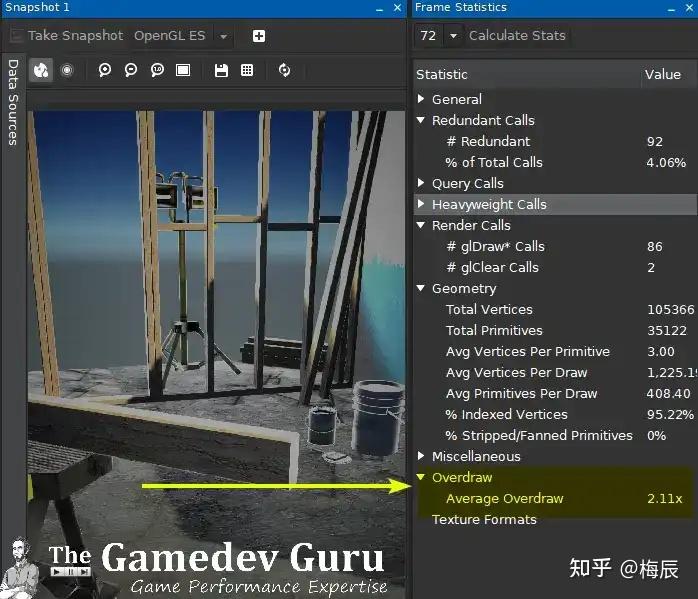 Snapshot 1
Take Snapshot OpenGL ES
Data Sources
1:0
The Gamedev Guru
Game Performance Expertise
Frame Statistics
72 Calculate Stats
Statistic Value
General
Redundant Calls
# Redundant 92
% of Total Calls 4.06%
Query Calls
Heavyweight Calls
Render Calls
# glDraw* Calls 86
# glClear Calls 2
Geometry
Total Vertices 105366
Total Primitives 35122
Avg Vertices Per Primitive 3.00
Avg Vertices Per Draw 1,225.19
Avg Primitives Per Draw 408.40
% Indexed Vertices 95.22%
% Stripped/Fanned Primitives 0%
Miscellaneous
Overdraw
Average Overdraw 2.11x
Texture Formats
知乎 @梅辰